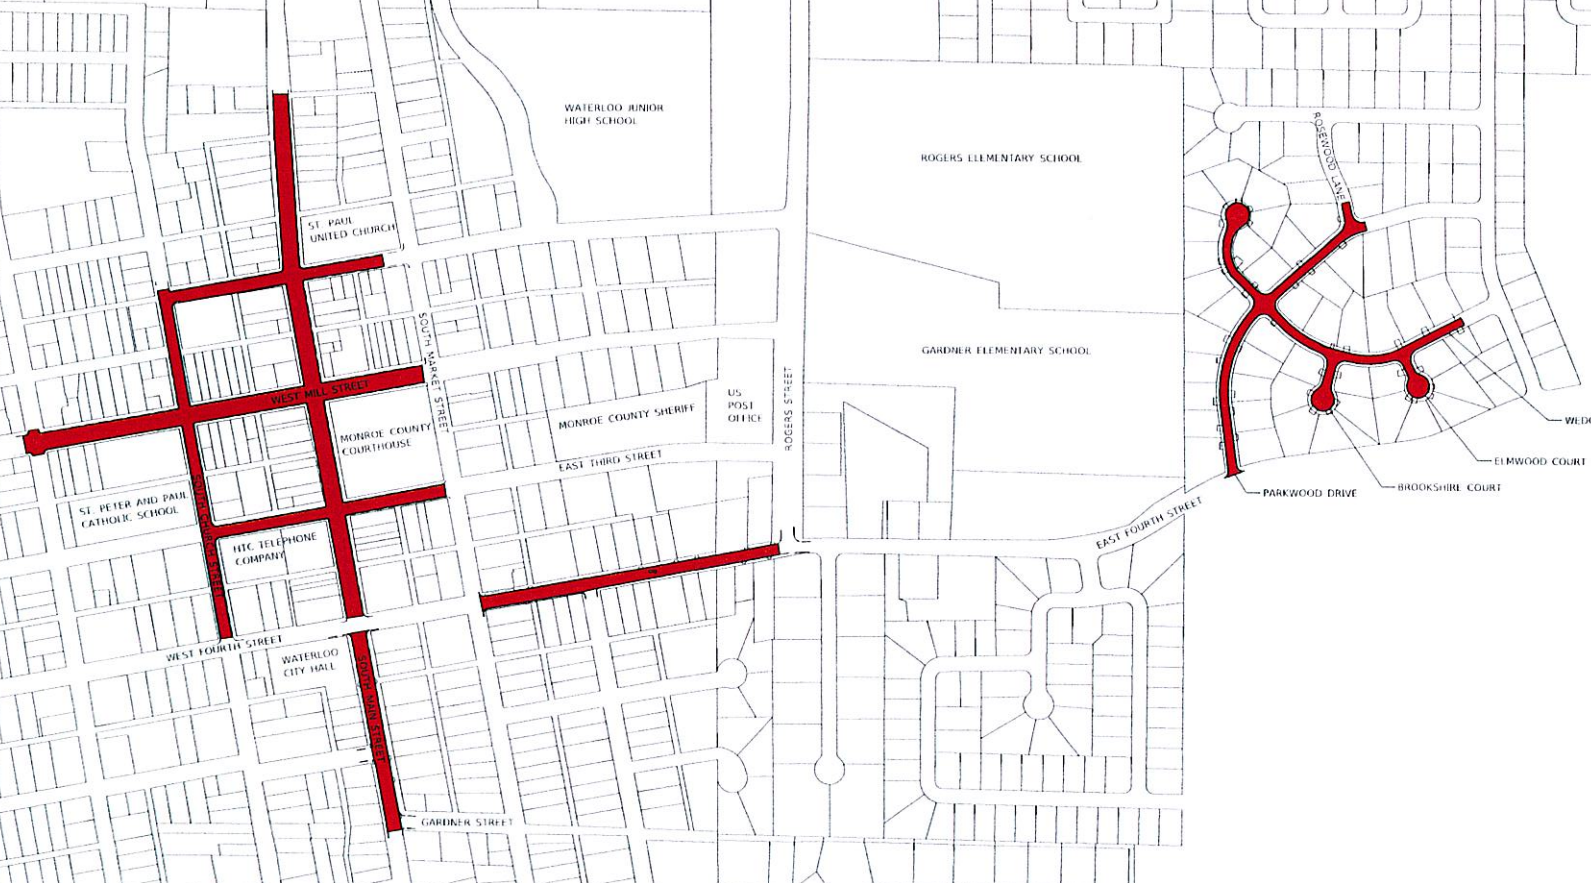 WATERLOO JUNIOR
HIGH SCHOOL
ROSEWOOD LANE
ROGERS ELEMENTARY SCHOOL
ST. PAUL
UNITED CHURCH
SOUTH MARKET STREET
GARDNER ELEMENTARY SCHOOL
WEST MILL STREET
US
POST
OFFICE
ROGERS STREET
MONROE COUNTY SHERIFF
MONROE COUNTY
COURTHOUSE
EAST THIRD STREET
ELMWOOD COURT
BROOKSHIRE COURT
PARKWOOD DRIVE
ST. PETER AND PAUL
CATHOLIC SCHOOL
SOUTH CHURCH STREET
HTC TELEPHONE
COMPANY
EAST FOURTH STREET
WEST FOURTH STREET
WATERLOO
CITY HALL
SOUTH MAIN STREET
GARDNER STREET